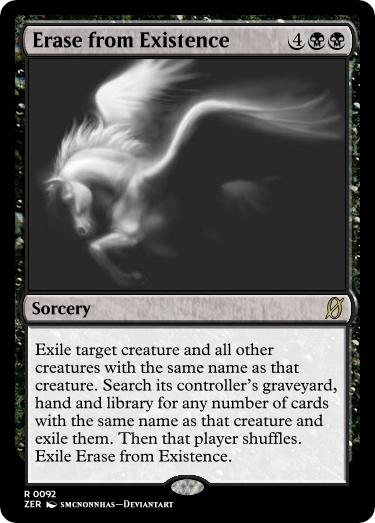 Erase from Existence 4
Sorcery
Exile target creature and all other
creatures with the same name as that
creature. Search its controller's graveyard,
hand and library for any number of cards
with the same name as that creature and
exile them. Then that player shuffles.
Exile Erase from Existence.
R 0092
ZER SMCNONNHAS—DEVIANTART